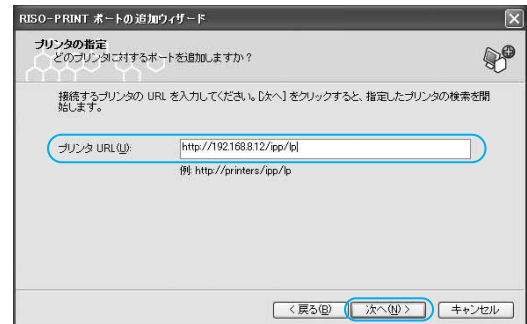 RISO-PRINT ポートの追加ウィザード
プリンタの指定
どのプリンタに対するポートを追加しますか？
接続するプリンタの URL を入力してください。[次へ] をクリックすると、指定したプリンタの検索を開
始します。
プリンタ URL(U):
http://192.168.8.12/ipp/lp
例: http://printers/ipp/lp
< 戻る(B)
次へ(N) >
キャンセル